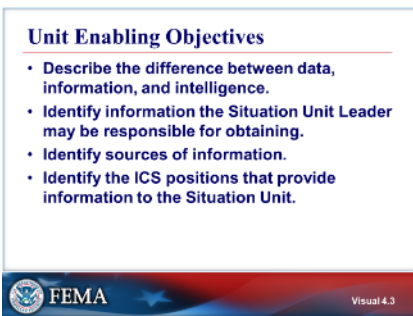 Unit Enabling Objectives
• Describe the difference between data,
information, and intelligence.
• Identify information the Situation Unit Leader
may be responsible for obtaining.
• Identify sources of information.
• Identify the ICS positions that provide
information to the Situation Unit.
FEMA
Visual 4.3